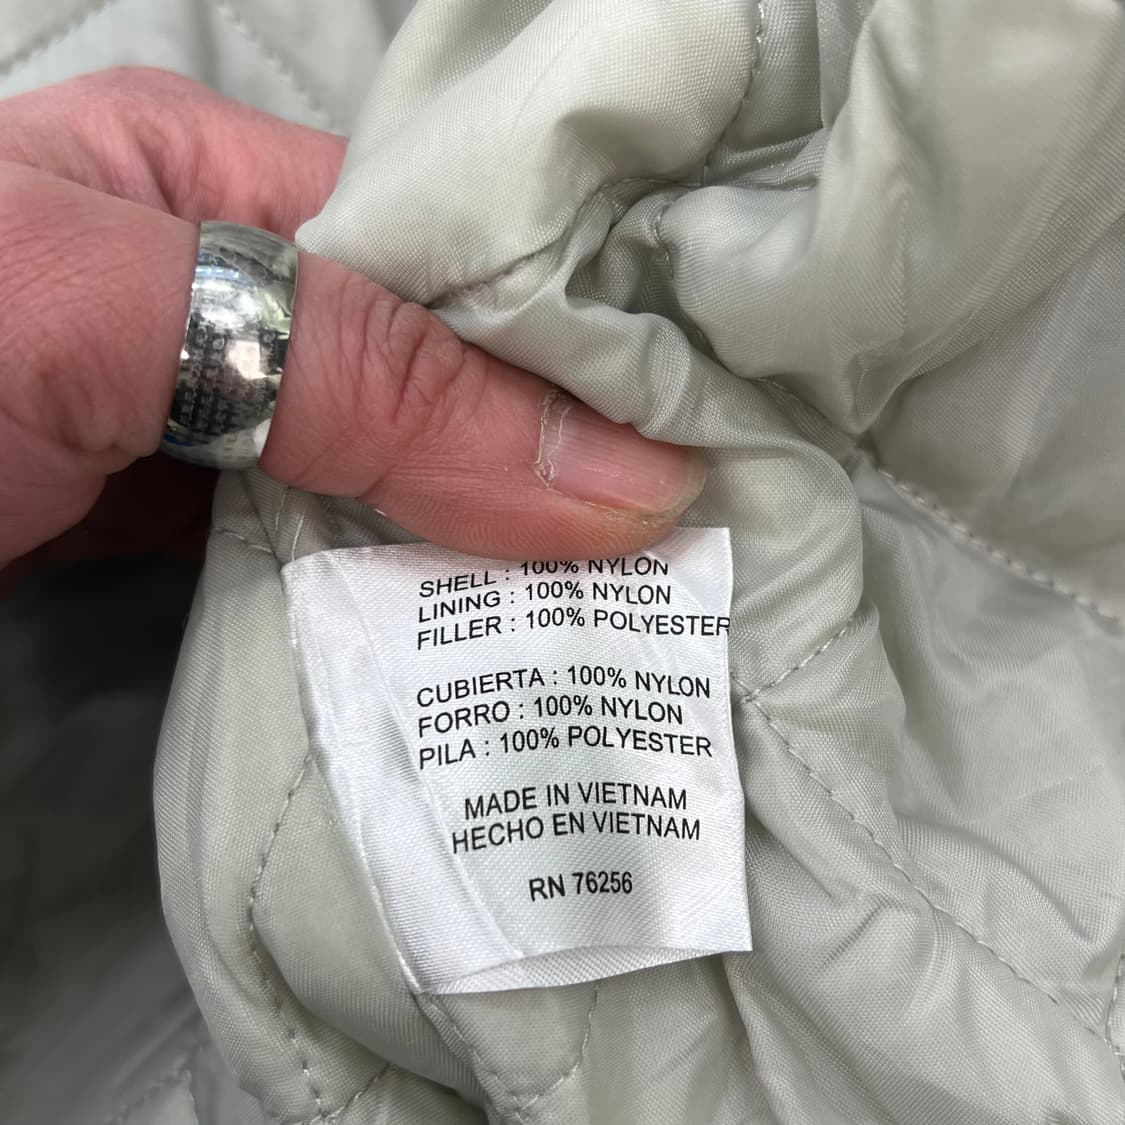 SHELL : 100% NYLON
LINING : 100% NYLON
FILLER : 100% POLYESTER
CUBIERTA : 100% NYLON
FORRO : 100% NYLON
PILA : 100% POLYESTER
MADE IN VIETNAM
HECHO EN VIETNAM
RN 76256